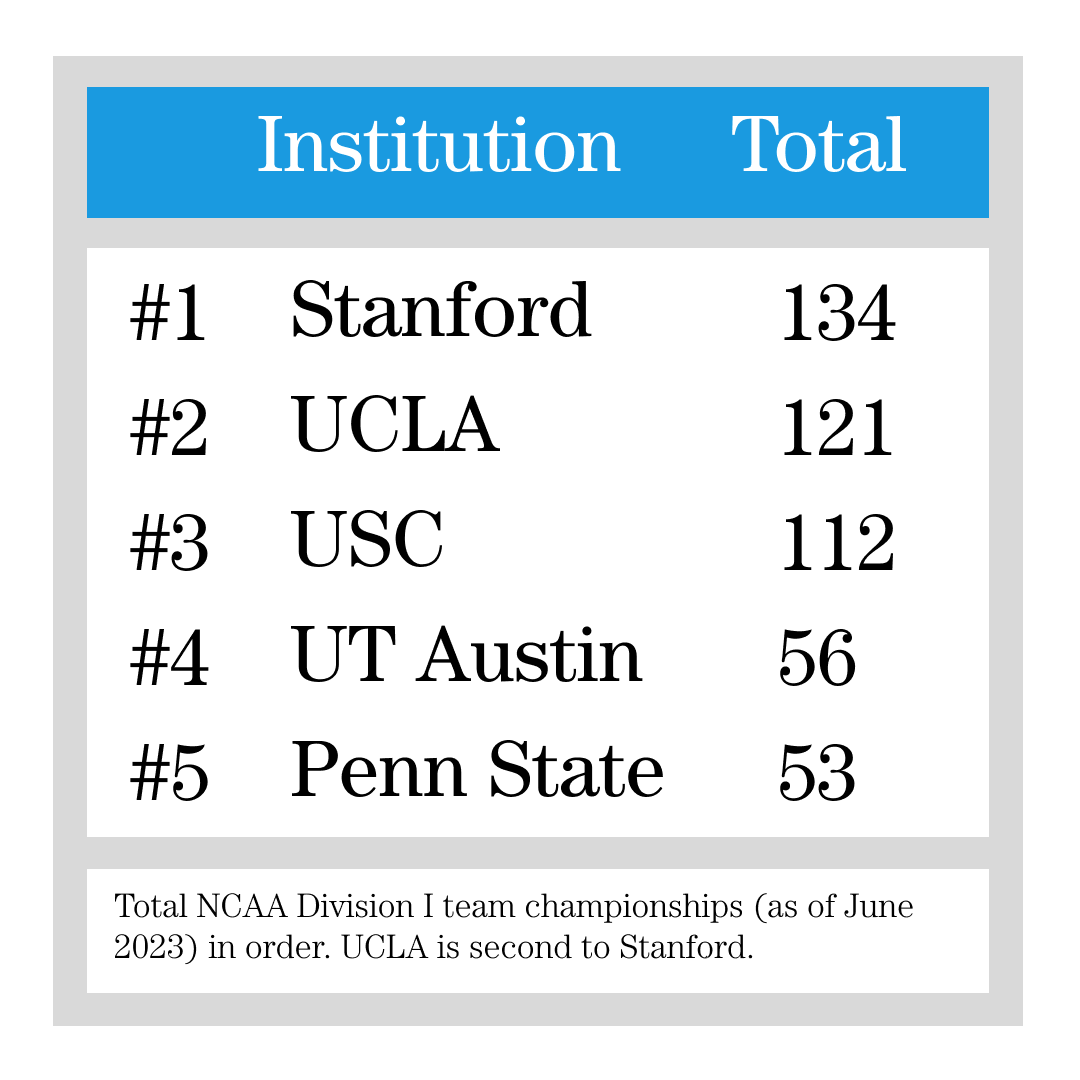 Institution Total
#1 Stanford 134
#2 UCLA 121
#3 USC 112
#4 UT Austin 56
#5 Penn State 53
Total NCAA Division I team championships (as of June
2023) in order. UCLA is second to Stanford.